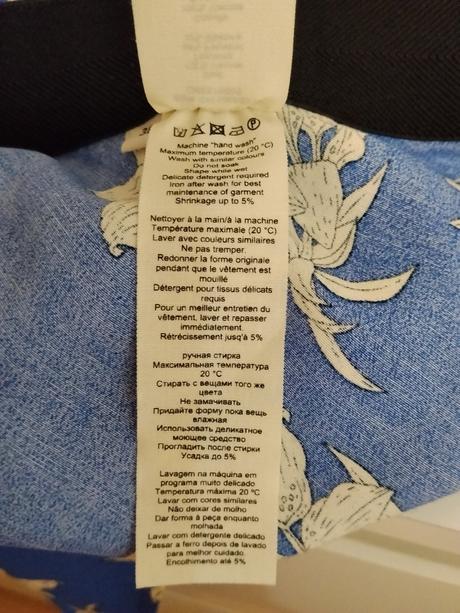 Machine "hand wash"
Maximum temperature (20 °C)
Wash with similar colours
Do not soak
Shape while wet
Delicate detergent required
Iron after wash for best
maintenance of garment
Shrinkage up to 5%
Nettoyer à la main/à la machine
Température maximale (20 °C)
Laver avec couleurs similaires
Ne pas tremper.
Redonner la forme originale
pendant que le vêtement est
mouillé
Détergent pour tissus délicats
requis
Pour un meilleur entretien du
vêtement, laver et repasser
immédiatement.
Rétrécissement jusqu'à 5%
ручная стирка
Максимальная температура
20 °C
Стирать с вещами того же
цвета
Не замачивать
Придайте форму пока вещь
влажная
Использовать деликатное
моющее средство
Прогладить после стирки
Усадка до 5%
Lavagem na máquina em
programa muito delicado
Temperatura máxima 20 °C
Lavar com cores similares
Não deixar de molho
Dar forma à peça enquanto
molhada
Lavar com detergente delicado
Passar a ferro depois de lavado
para melhor cuidado.
Encolhimento até 5%